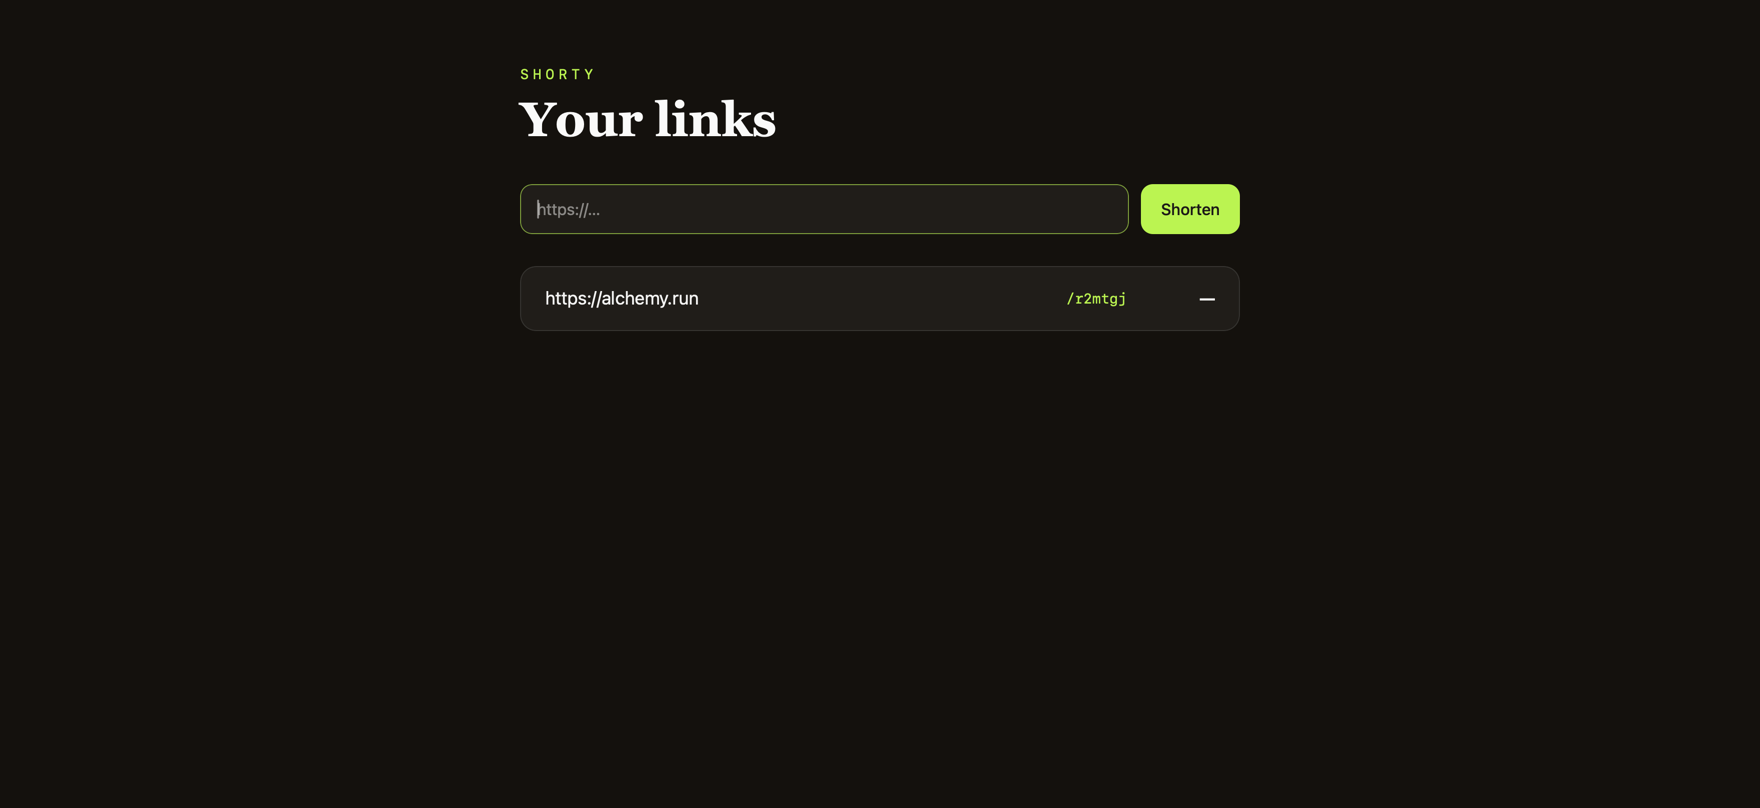 SHORTY
Your links
https://...
Shorten
https://alchemy.run /r2mtgj —